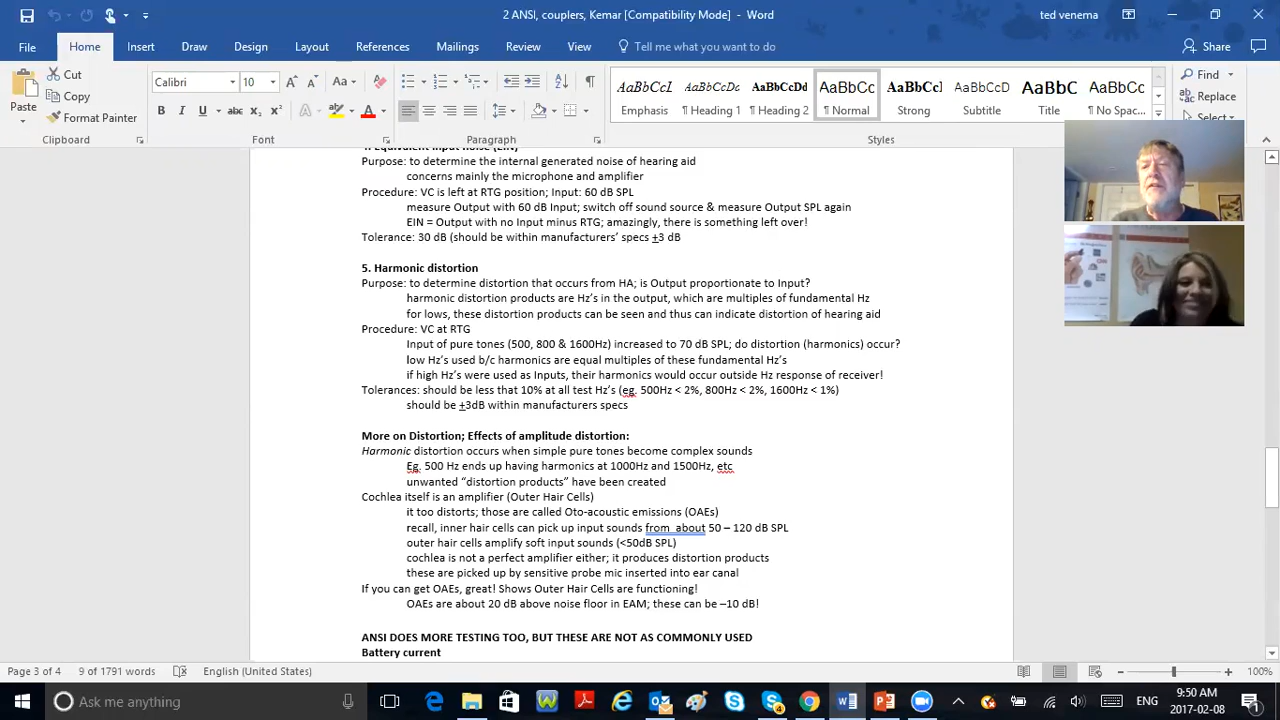 2 ANSI, couplers, Kemar [Compatibility Mode] - Word
ted venema
File Home Insert Draw Design Layout References Mailings Review View Tell me what you want to do Share
Paste
Cut
Copy
Format Painter
Clipboard
Calibri 10
Font
Paragraph
AaBbCcL AaBbCcDc AaBbCcDd AaBbCc AaBbCcl AaBbCcDc AaBbCc AaBbCcI
Emphasis ¶ Heading 1 ¶ Heading 2 ¶ Normal Strong Subtitle Title ¶ No Spac...
Styles
Find
Replace
Select
4. Equivalent input noise (EIN)
Purpose: to determine the internal generated noise of hearing aid
concerns mainly the microphone and amplifier
Procedure: VC is left at RTG position; Input: 60 dB SPL
measure Output with 60 dB Input; switch off sound source & measure Output SPL again
EIN = Output with no Input minus RTG; amazingly, there is something left over!
Tolerance: 30 dB (should be within manufacturers’ specs +3 dB
5. Harmonic distortion
Purpose: to determine distortion that occurs from HA; is Output proportionate to Input?
harmonic distortion products are Hz’s in the output, which are multiples of fundamental Hz
for lows, these distortion products can be seen and thus can indicate distortion of hearing aid
Procedure: VC at RTG
Input of pure tones (500, 800 & 1600Hz) increased to 70 dB SPL; do distortion (harmonics) occur?
low Hz’s used b/c harmonics are equal multiples of these fundamental Hz’s
if high Hz’s were used as Inputs, their harmonics would occur outside Hz response of receiver!
Tolerances: should be less that 10% at all test Hz’s (eg. 500Hz < 2%, 800Hz < 2%, 1600Hz < 1%)
should be +3dB within manufacturers specs
More on Distortion; Effects of amplitude distortion:
Harmonic distortion occurs when simple pure tones become complex sounds
Eg. 500 Hz ends up having harmonics at 1000Hz and 1500Hz, etc
unwanted “distortion products” have been created
Cochlea itself is an amplifier (Outer Hair Cells)
it too distorts; those are called Oto-acoustic emissions (OAEs)
recall, inner hair cells can pick up input sounds from about 50 – 120 dB SPL
outer hair cells amplify soft input sounds (<50dB SPL)
cochlea is not a perfect amplifier either; it produces distortion products
these are picked up by sensitive probe mic inserted into ear canal
If you can get OAEs, great! Shows Outer Hair Cells are functioning!
OAEs are about 20 dB above noise floor in EAM; these can be –10 dB!
ANSI DOES MORE TESTING TOO, BUT THESE ARE NOT AS COMMONLY USED
Battery current
Page 3 of 4 9 of 1791 words English (United States) 100%
Ask me anything
ENG
9:50 AM
2017-02-08